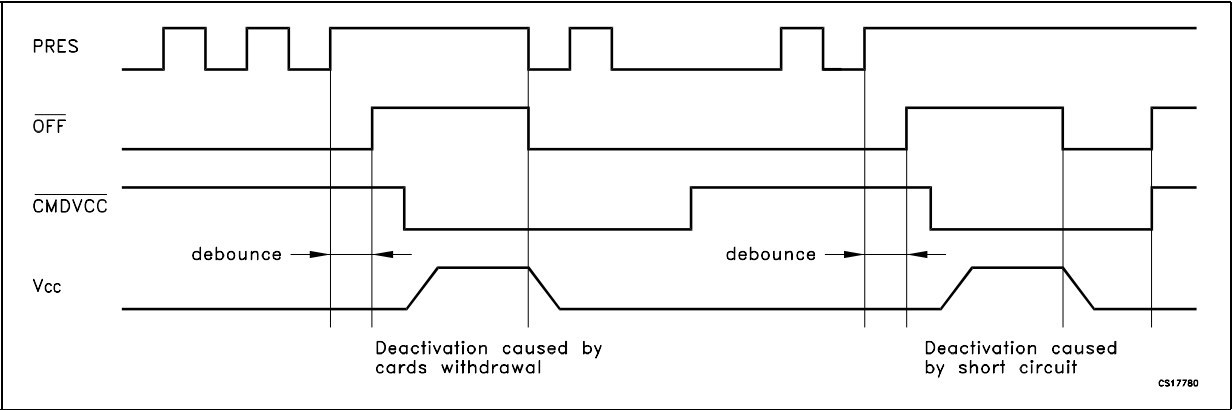 PRES
OFF
CMDVCC
debounce
debounce
Vcc
Deactivation caused by
cards withdrawal
Deactivation caused
by short circuit
CS17780